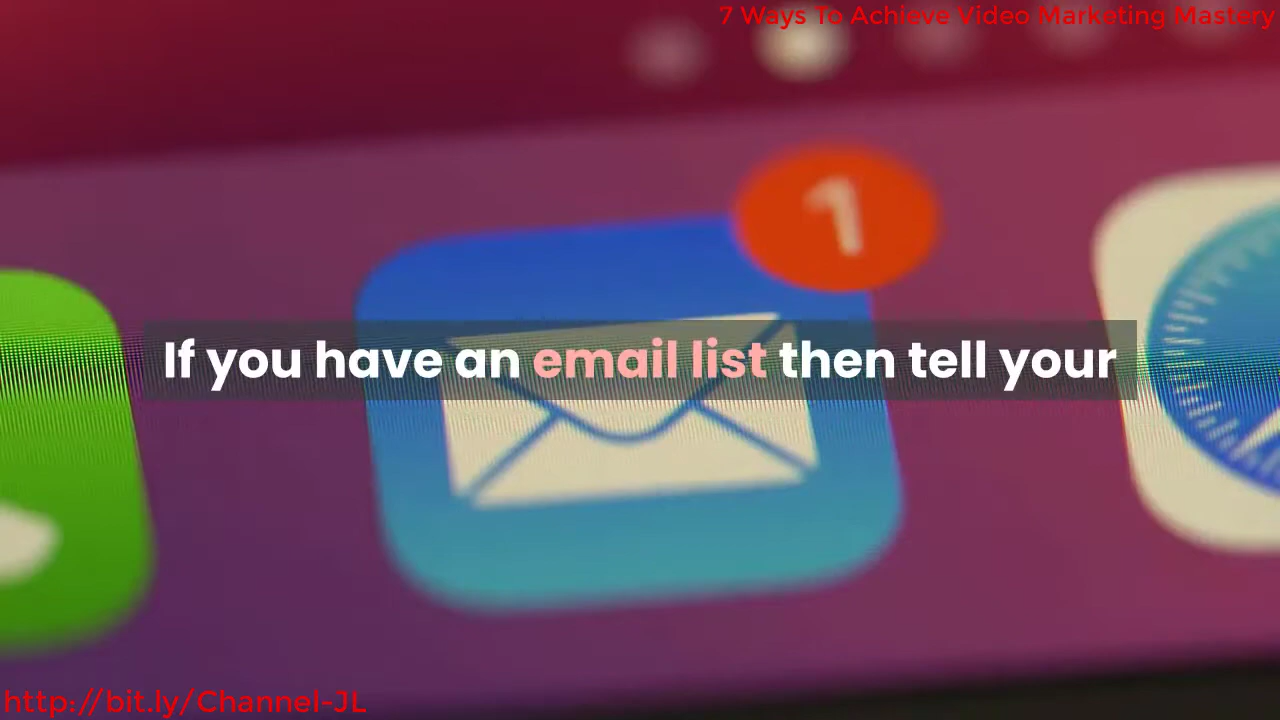 7 Ways To Achieve Video Marketing Mastery
1
If you have an email list then tell your
http://bit.ly/Channel-JL